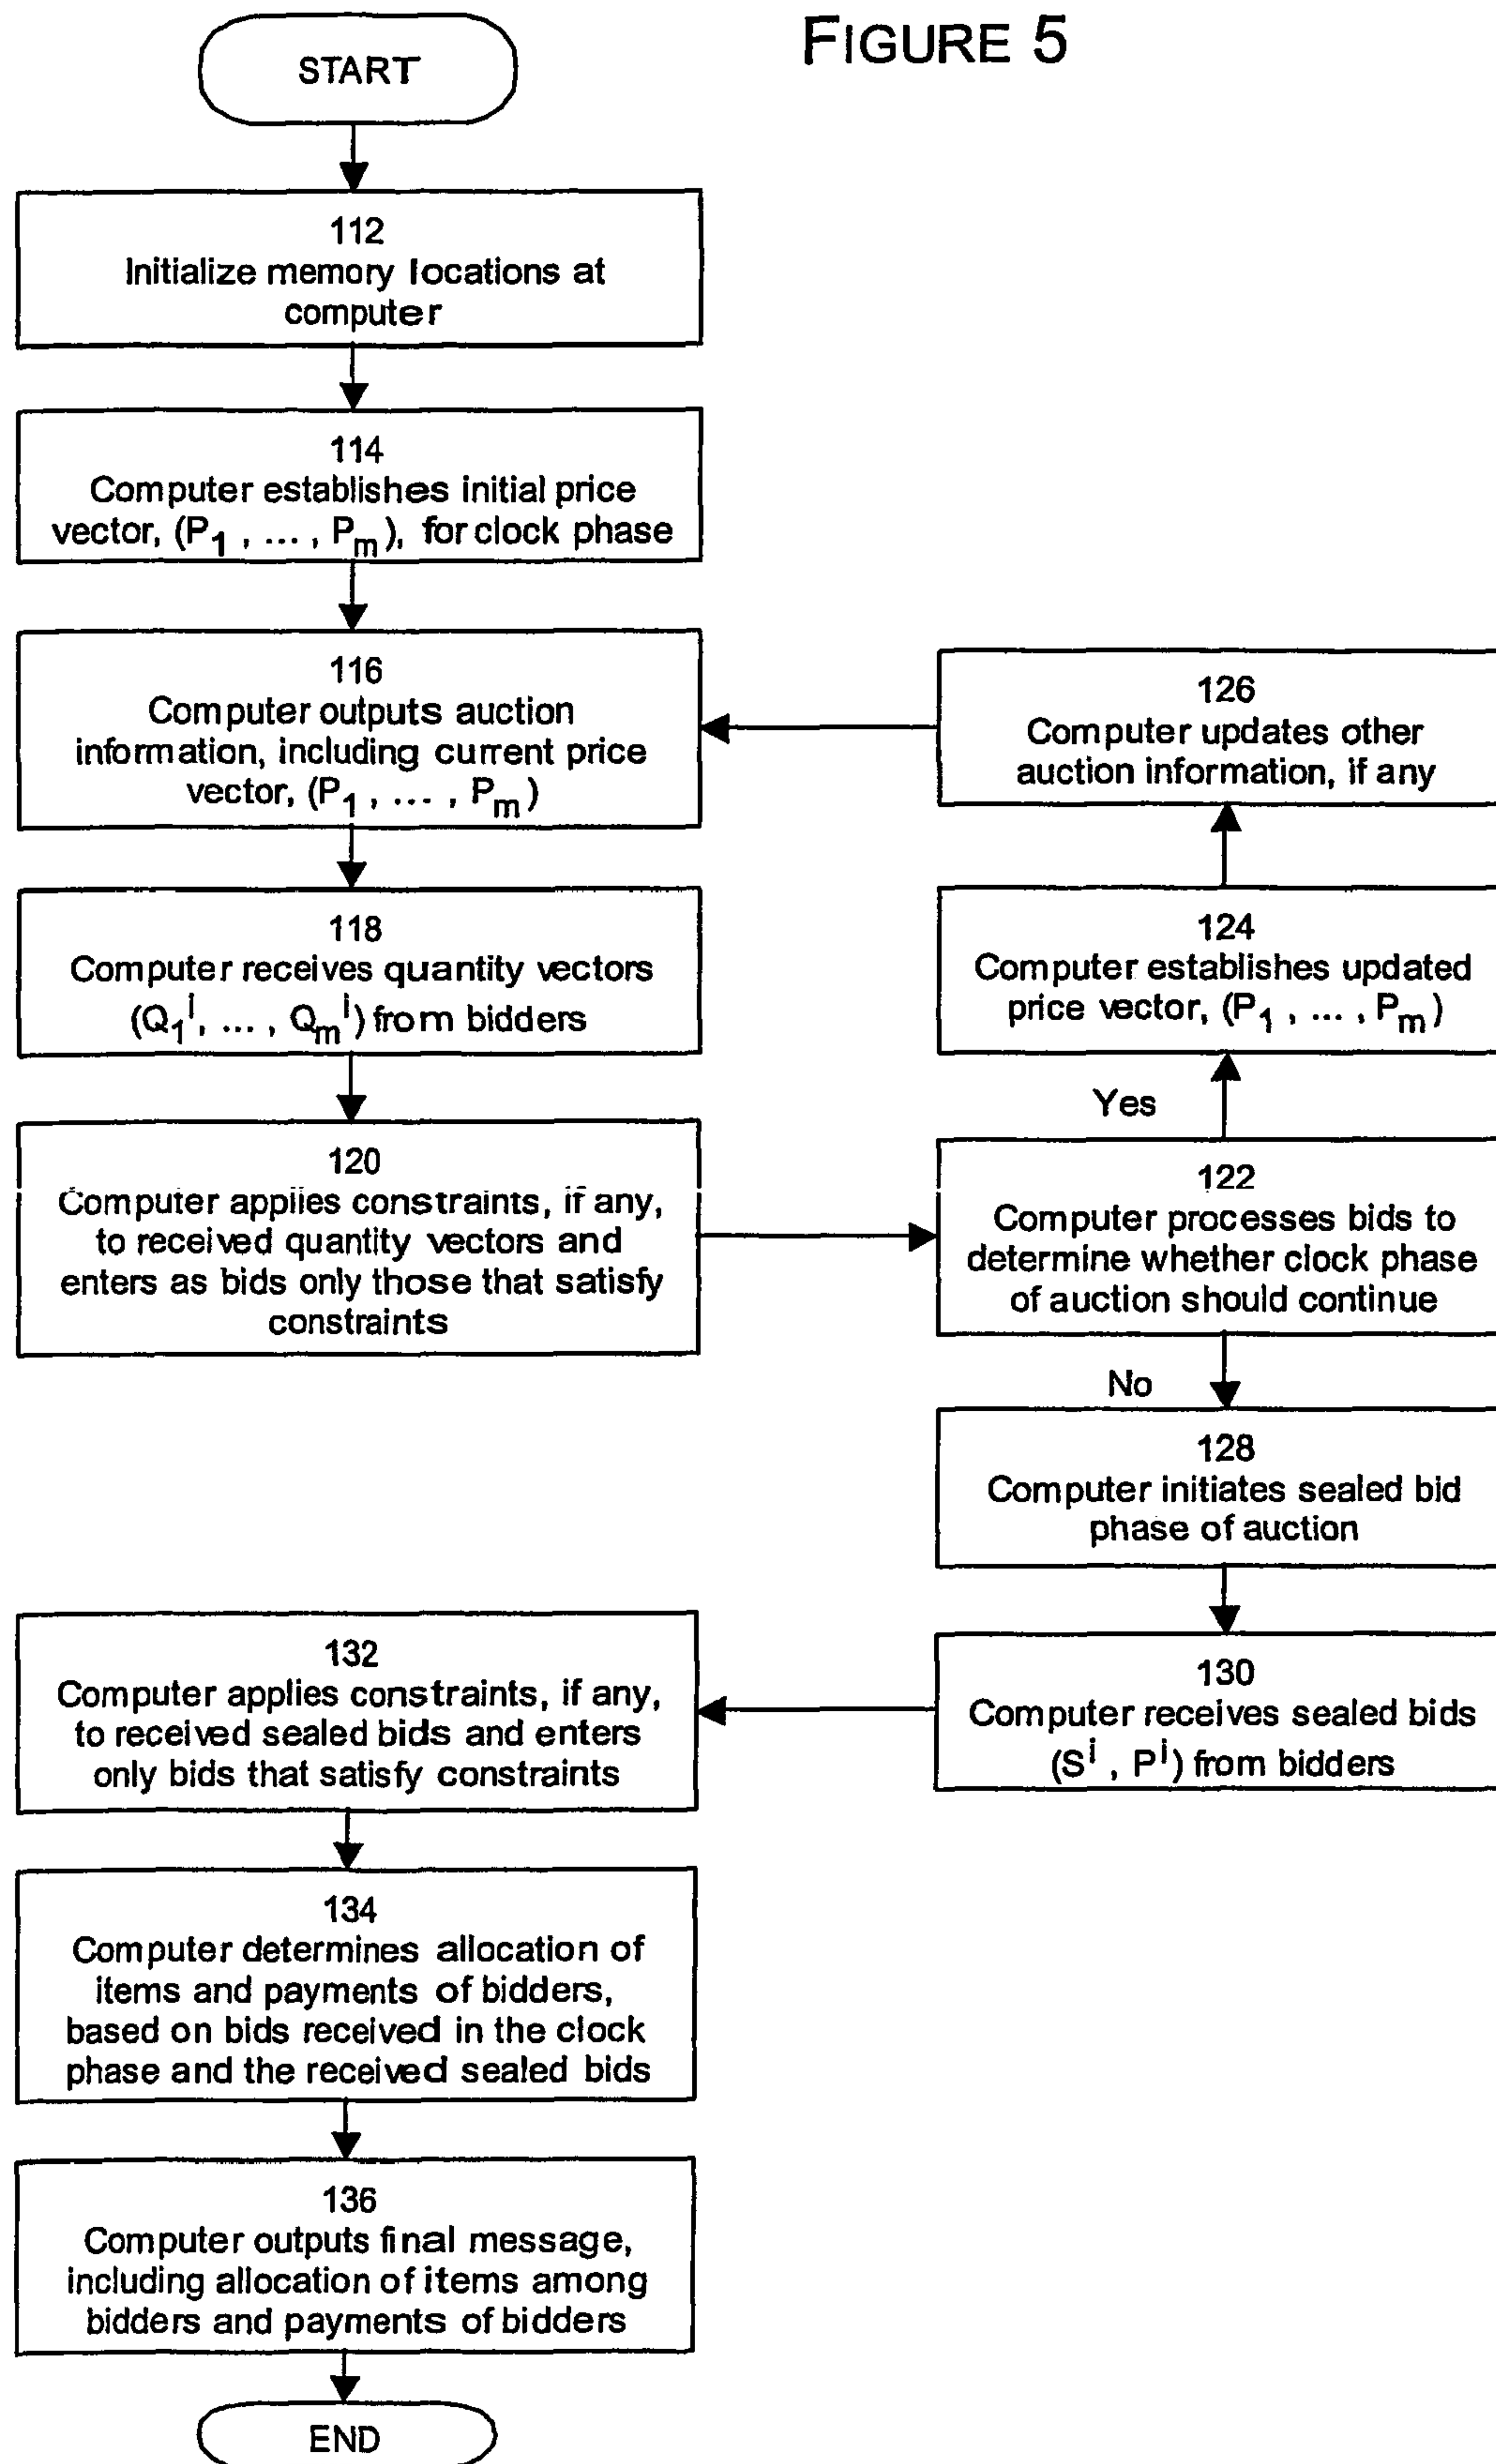 FIGURE 5
START
112
Initialize memory locations at
computer
114
Computer establishes initial price
vector, (P1 , ... , Pm), for clock phase
116
Computer outputs auction
information, including current price
vector, (P1 , ... , Pm)
118
Computer receives quantity vectors
(Q1^i, ... , Qm^i) from bidders
120
Computer applies constraints, if any,
to received quantity vectors and
enters as bids only those that satisfy
constraints
122
Computer processes bids to
determine whether clock phase
of auction should continue
Yes
124
Computer establishes updated
price vector, (P1 , ... , Pm)
126
Computer updates other
auction information, if any
No
128
Computer initiates sealed bid
phase of auction
130
Computer receives sealed bids
(S^i , P^i) from bidders
132
Computer applies constraints, if any,
to received sealed bids and enters
only bids that satisfy constraints
134
Computer determines allocation of
items and payments of bidders,
based on bids received in the clock
phase and the received sealed bids
136
Computer outputs final message,
including allocation of items among
bidders and payments of bidders
END